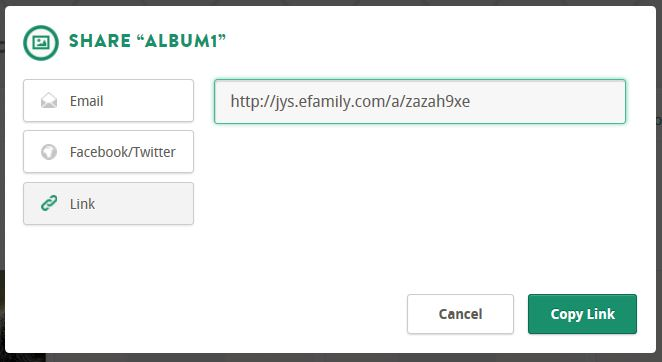 SHARE “ALBUM1”
Email
http://jys.efamily.com/a/zazah9xe
Facebook/Twitter
Link
Cancel
Copy Link